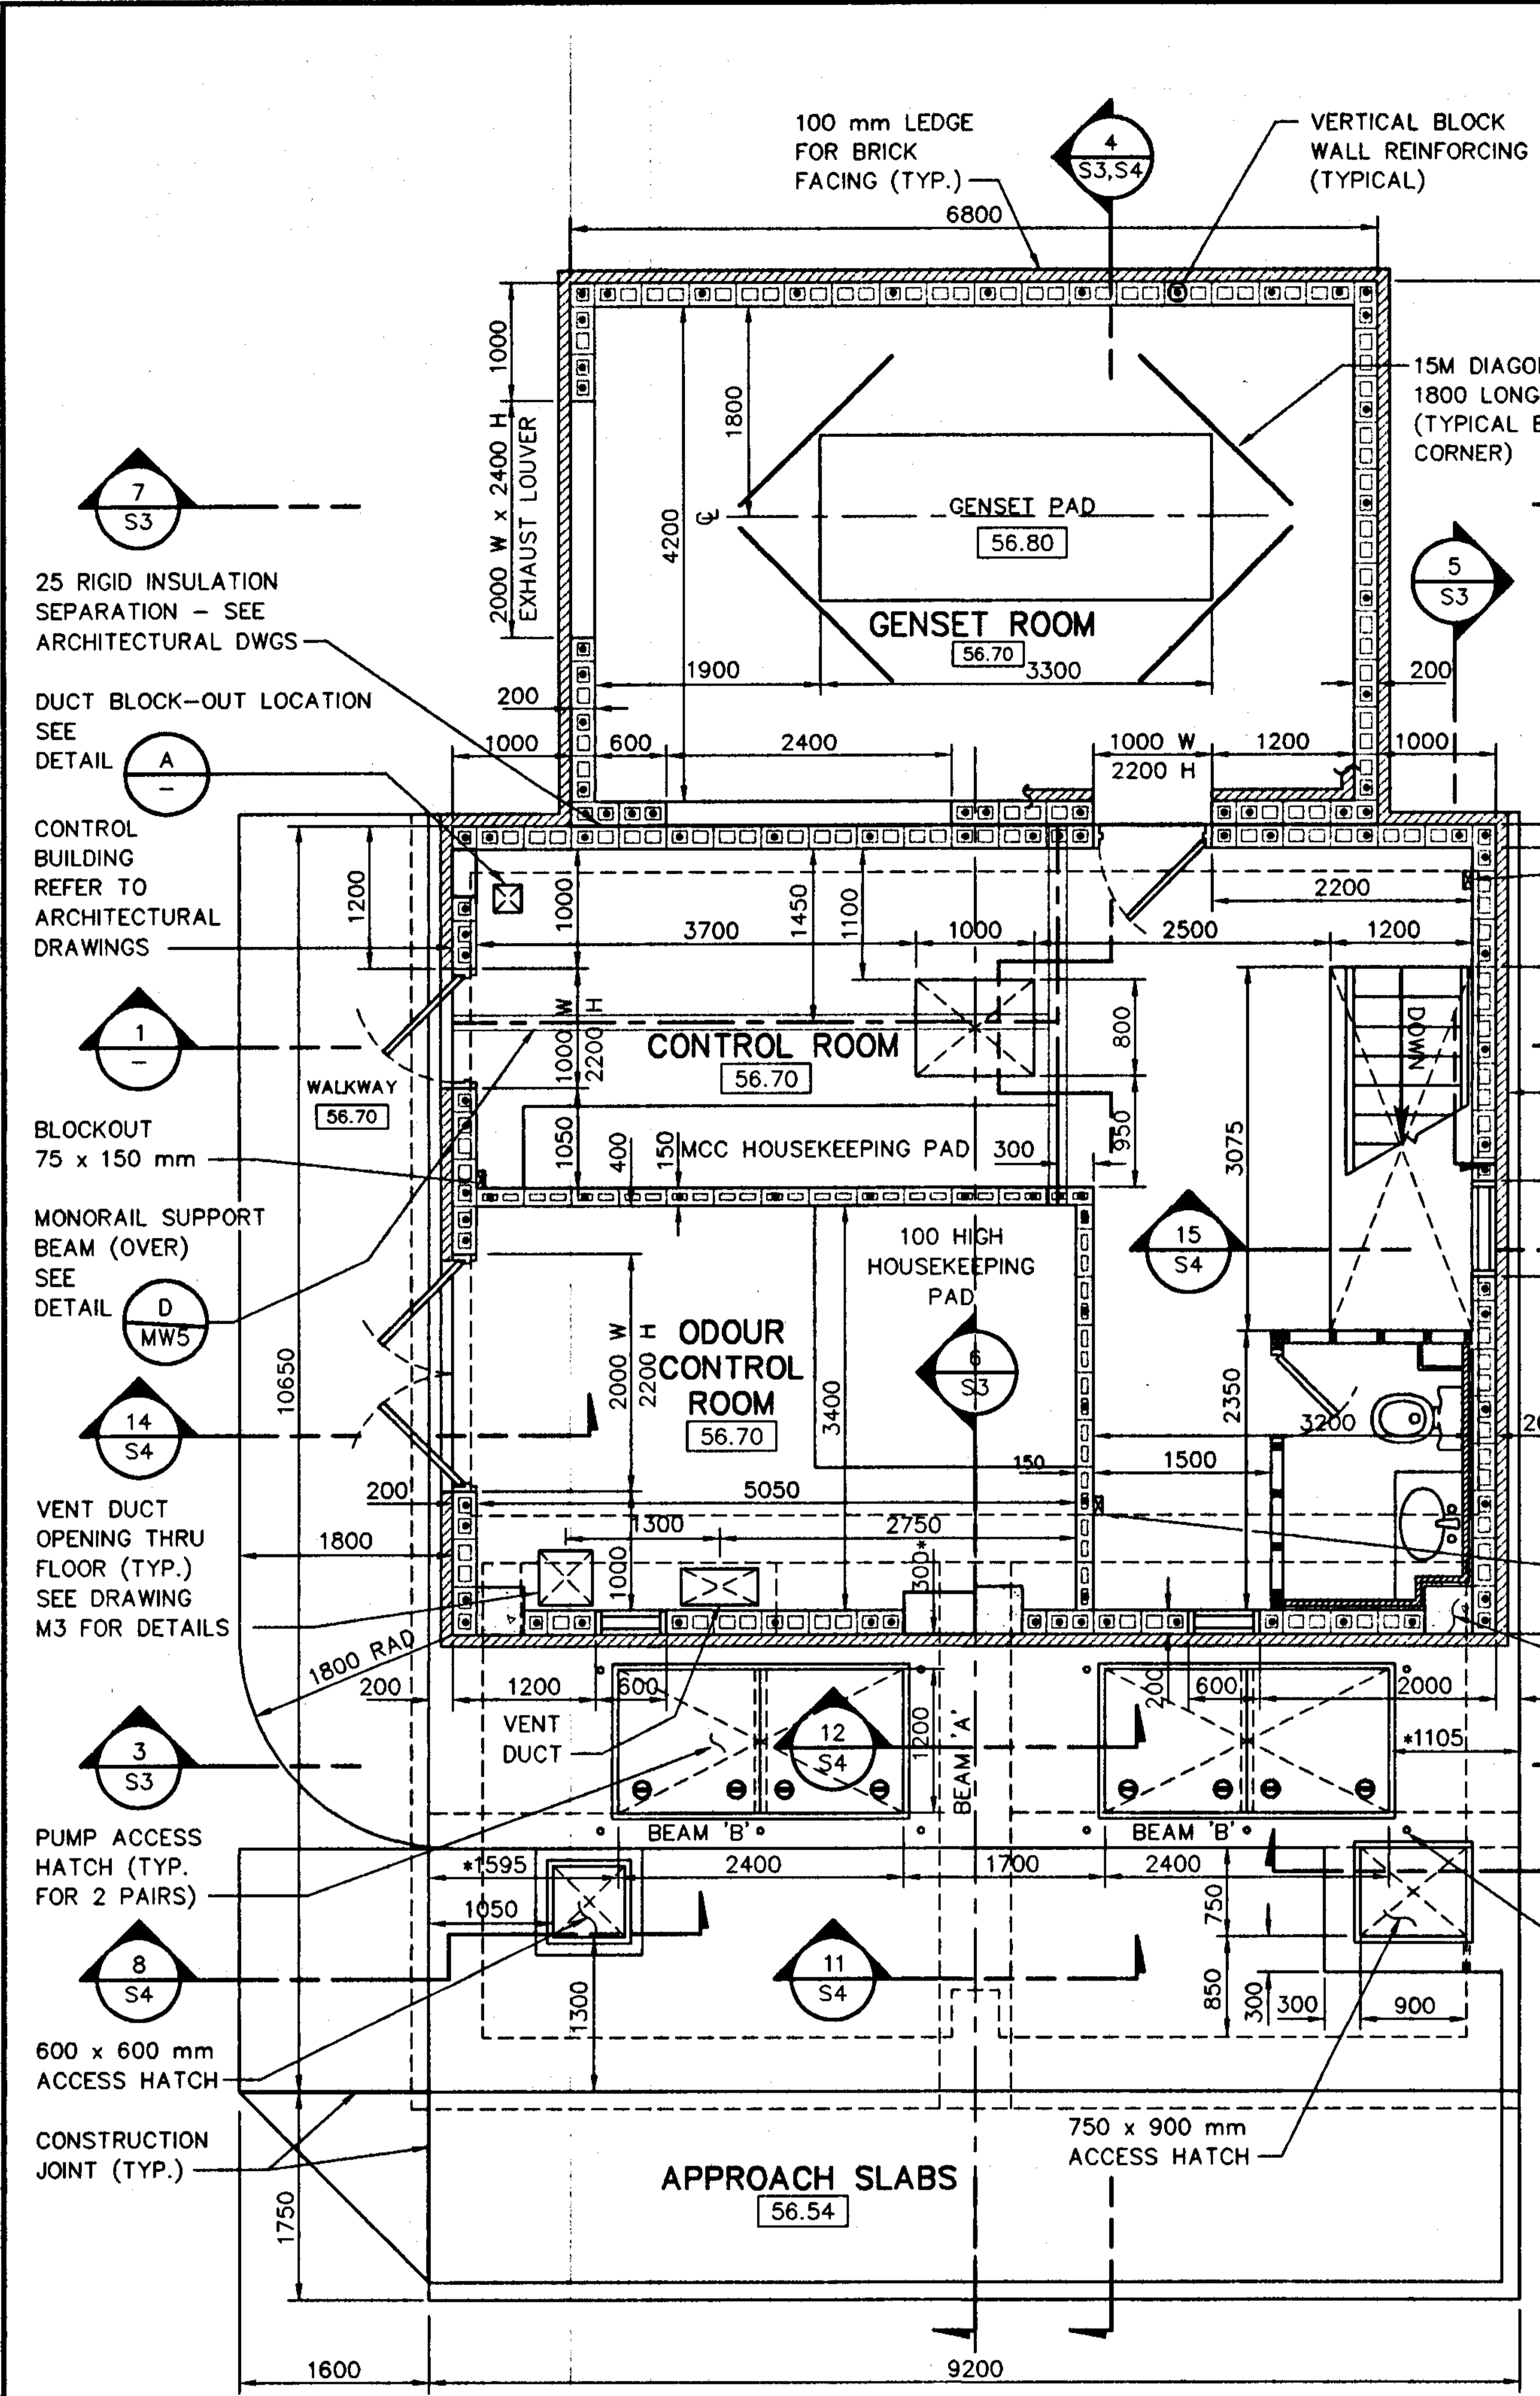 100 mm LEDGE
FOR BRICK
FACING (TYP.)
4
S3,S4
VERTICAL BLOCK
WALL REINFORCING
(TYPICAL)
6800
1000
1800
4200
2000 W x 2400 H
EXHAUST LOUVER
15M
1800 LONG
(TYPICAL
CORNER)
7
S3
GENSET PAD
56.80
5
S3
25 RIGID INSULATION
SEPARATION – SEE
ARCHITECTURAL DWGS
GENSET ROOM
56.70
1900
3300
200
200
DUCT BLOCK–OUT LOCATION
SEE
DETAIL
A
–
1000
600
2400
1000 W
2200 H
1200
1000
CONTROL
BUILDING
REFER TO
ARCHITECTURAL
DRAWINGS
1200
1000
1450
1100
2200
3700
1000
2500
1200
1
–
1000 W
2200 H
CONTROL ROOM
56.70
800
DOWN
WALKWAY
56.70
BLOCKOUT
75 x 150 mm
1050
400
150
MCC HOUSEKEEPING PAD
300
950
3075
MONORAIL SUPPORT
BEAM (OVER)
SEE
DETAIL
D
MW5
100 HIGH
HOUSEKEEPING
PAD
15
S4
10650
2000 W
2200 H
ODOUR
CONTROL
ROOM
56.70
3400
6
S3
2350
3200
14
S4
150
1500
200
5050
VENT DUCT
OPENING THRU
FLOOR (TYP.)
SEE DRAWING
M3 FOR DETAILS
1800
1300
2750
1000
300*
1800 RAD
200
1200
600
200
600
2000
VENT
DUCT
12
S4
1200
BEAM 'A'
*1105
3
S3
BEAM 'B'
BEAM 'B'
PUMP ACCESS
HATCH (TYP.
FOR 2 PAIRS)
*1595
2400
1700
2400
1050
750
8
S4
11
S4
1300
850
300
300
900
600 x 600 mm
ACCESS HATCH
750 x 900 mm
ACCESS HATCH
CONSTRUCTION
JOINT (TYP.)
1750
APPROACH SLABS
56.54
1600
9200